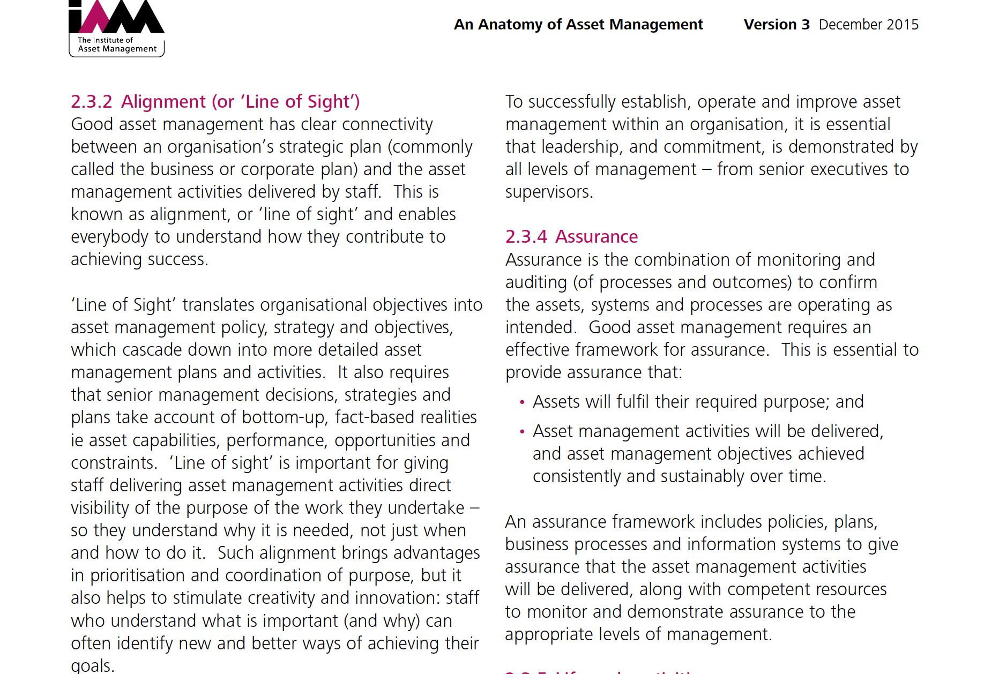 iAM
The Institute of
Asset Management
An Anatomy of Asset Management Version 3 December 2015
2.3.2 Alignment (or ‘Line of Sight’)
Good asset management has clear connectivity
between an organisation’s strategic plan (commonly
called the business or corporate plan) and the asset
management activities delivered by staff. This is
known as alignment, or ‘line of sight’ and enables
everybody to understand how they contribute to
achieving success.
‘Line of Sight’ translates organisational objectives into
asset management policy, strategy and objectives,
which cascade down into more detailed asset
management plans and activities. It also requires
that senior management decisions, strategies and
plans take account of bottom-up, fact-based realities
ie asset capabilities, performance, opportunities and
constraints. ‘Line of sight’ is important for giving
staff delivering asset management activities direct
visibility of the purpose of the work they undertake –
so they understand why it is needed, not just when
and how to do it. Such alignment brings advantages
in prioritisation and coordination of purpose, but it
also helps to stimulate creativity and innovation: staff
who understand what is important (and why) can
often identify new and better ways of achieving their
goals.
To successfully establish, operate and improve asset
management within an organisation, it is essential
that leadership, and commitment, is demonstrated by
all levels of management – from senior executives to
supervisors.
2.3.4 Assurance
Assurance is the combination of monitoring and
auditing (of processes and outcomes) to confirm
the assets, systems and processes are operating as
intended. Good asset management requires an
effective framework for assurance. This is essential to
provide assurance that:
• Assets will fulfil their required purpose; and
• Asset management activities will be delivered,
and asset management objectives achieved
consistently and sustainably over time.
An assurance framework includes policies, plans,
business processes and information systems to give
assurance that the asset management activities
will be delivered, along with competent resources
to monitor and demonstrate assurance to the
appropriate levels of management.